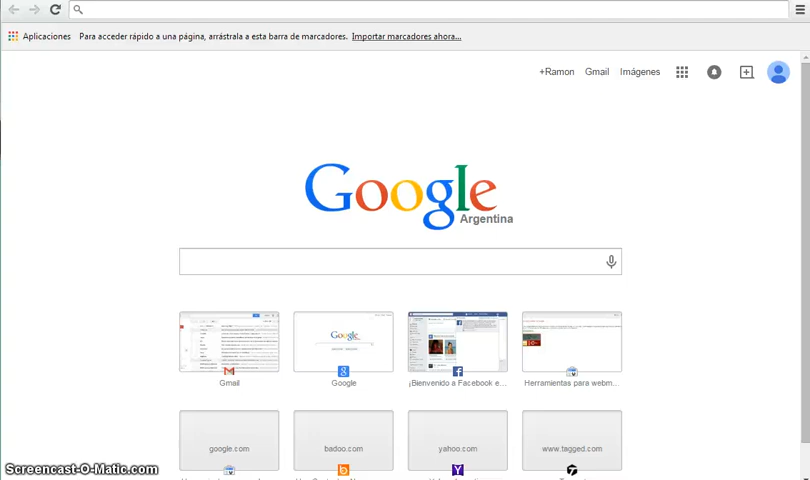 Aplicaciones Para acceder rápido a una página, arrástrala a esta barra de marcadores. Importar marcadores ahora...
+Ramon Gmail Imágenes
Google
Argentina
Gmail Google ¡Bienvenido a Facebook e... Herramientas para webm...
google.com badoo.com yahoo.com www.tagged.com
Screencast-O-Matic.com